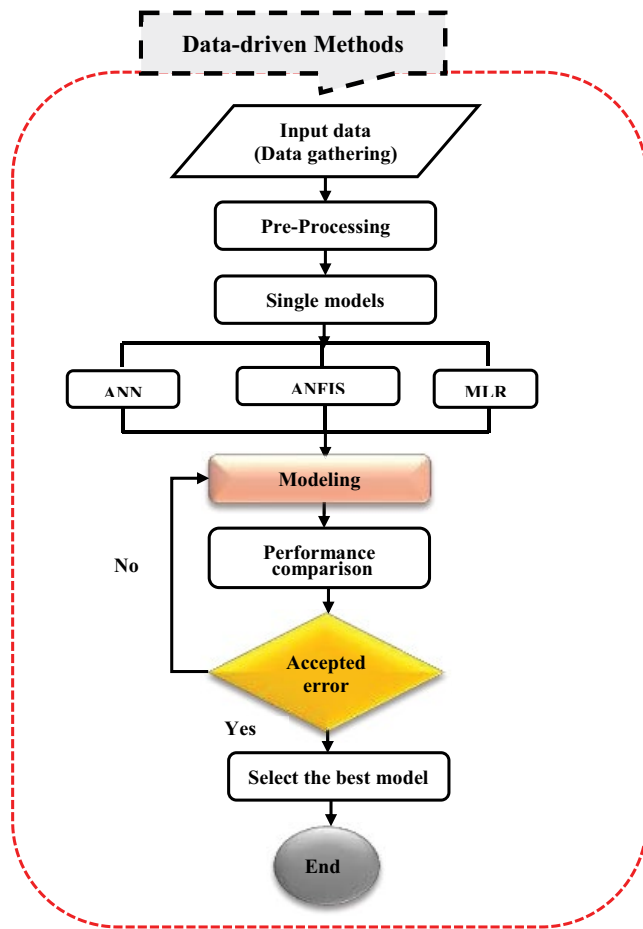 Data-driven Methods
Input data
(Data gathering)
Pre-Processing
Single models
ANN
ANFIS
MLR
Modeling
Performance
comparison
No
Accepted
error
Yes
Select the best model
End